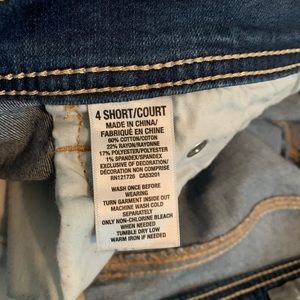 4 SHORT/COURT
MADE IN CHINA/
FABRIQUÉ EN CHINE
60% COTTON/COTON
22% RAYON/RAYONNE
17% POLYESTER/POLYESTER
1% SPANDEX/SPANDEX
EXCLUSIVE OF DECORATION/
DÉCORATION NON COMPRISE
RN121726 CA53201
WASH ONCE BEFORE
WEARING
TURN GARMENT INSIDE OUT
MACHINE WASH COLD
SEPARATELY
ONLY NON-CHLORINE BLEACH
WHEN NEEDED
TUMBLE DRY LOW
WARM IRON IF NEEDED